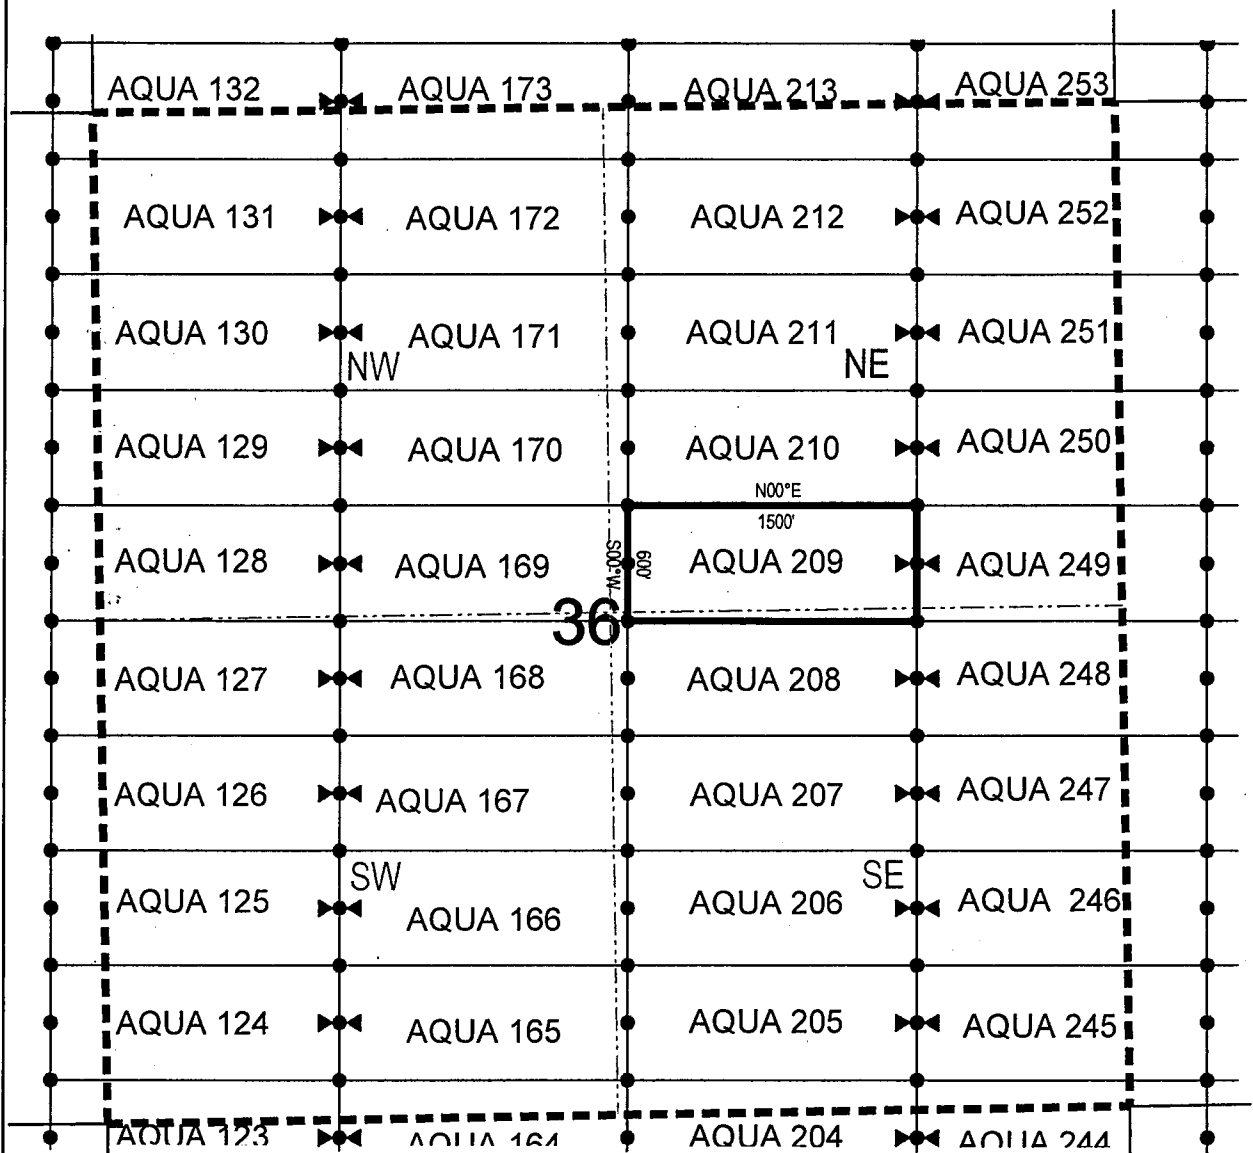 AQUA 132 AQUA 173 AQUA 213 AQUA 253
AQUA 131 AQUA 172 AQUA 212 AQUA 252
AQUA 130 AQUA 171 AQUA 211 AQUA 251
NW NE
AQUA 129 AQUA 170 AQUA 210 AQUA 250
N00°E
1500'
S00°W
600'
AQUA 128 AQUA 169 AQUA 209 AQUA 249
36
AQUA 127 AQUA 168 AQUA 208 AQUA 248
AQUA 126 AQUA 167 AQUA 207 AQUA 247
SW SE
AQUA 125 AQUA 166 AQUA 206 AQUA 246
AQUA 124 AQUA 165 AQUA 205 AQUA 245
AQUA 123 AQUA 164 AQUA 204 AQUA 244